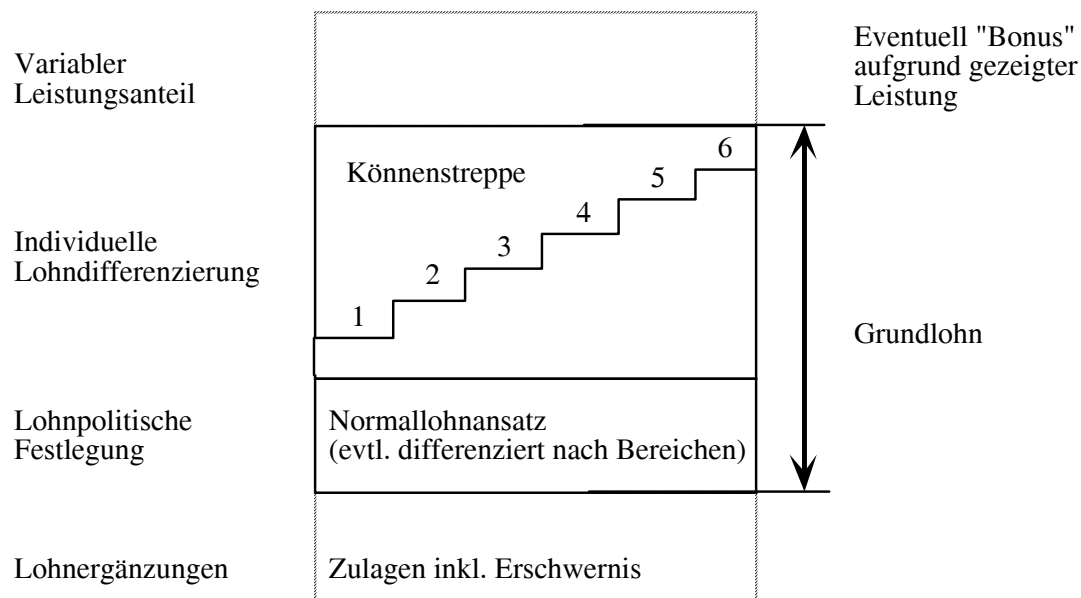 Variabler
Leistungsanteil
Eventuell "Bonus"
aufgrund gezeigter
Leistung
Könnenstreppe
6
5
4
3
2
1
Individuelle
Lohndifferenzierung
Grundlohn
Lohnpolitische
Festlegung
Normallohnansatz
(evtl. differenziert nach Bereichen)
Lohnergänzungen
Zulagen inkl. Erschwernis